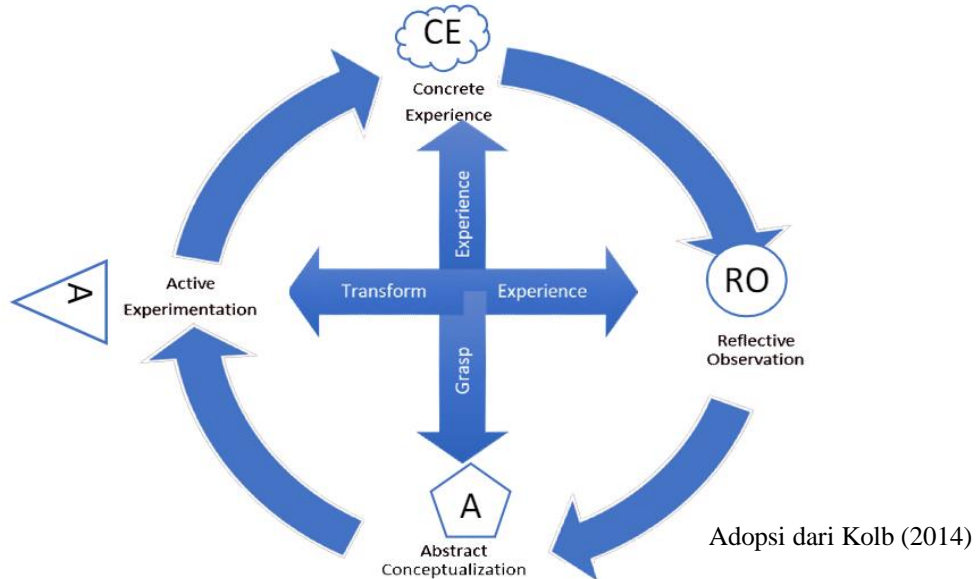 CE
Concrete
Experience
Experience
Transform
Experience
Grasp
RO
Reflective
Observation
A
Active
Experimentation
A
Abstract
Conceptualization
Adopsi dari Kolb (2014)